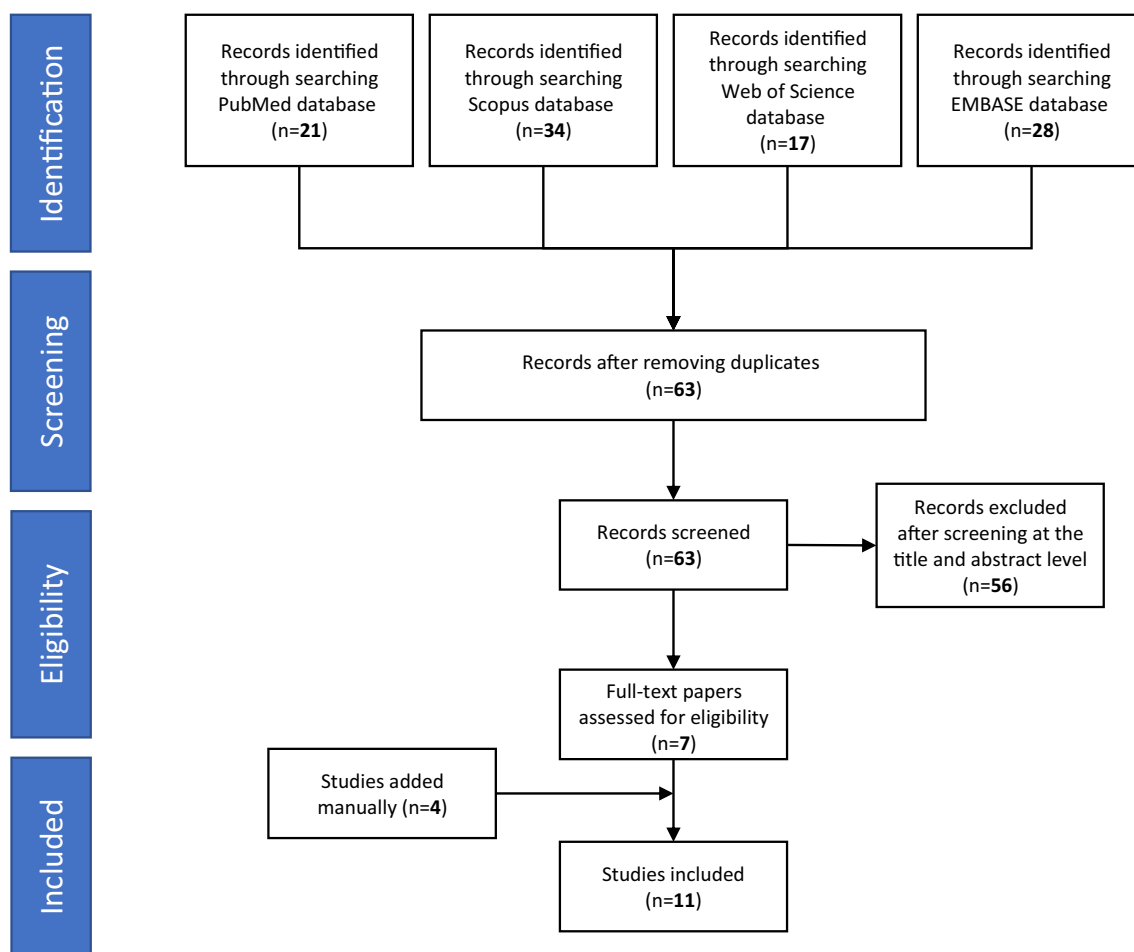 Identification
Records identified
through searching
PubMed database
(n=21)
Records identified
through searching
Scopus database
(n=34)
Records identified
through searching
Web of Science
database
(n=17)
Records identified
through searching
EMBASE database
(n=28)
Screening
Records after removing duplicates
(n=63)
Eligibility
Records screened
(n=63)
Records excluded
after screening at the
title and abstract level
(n=56)
Full-text papers
assessed for eligibility
(n=7)
Included
Studies added
manually (n=4)
Studies included
(n=11)